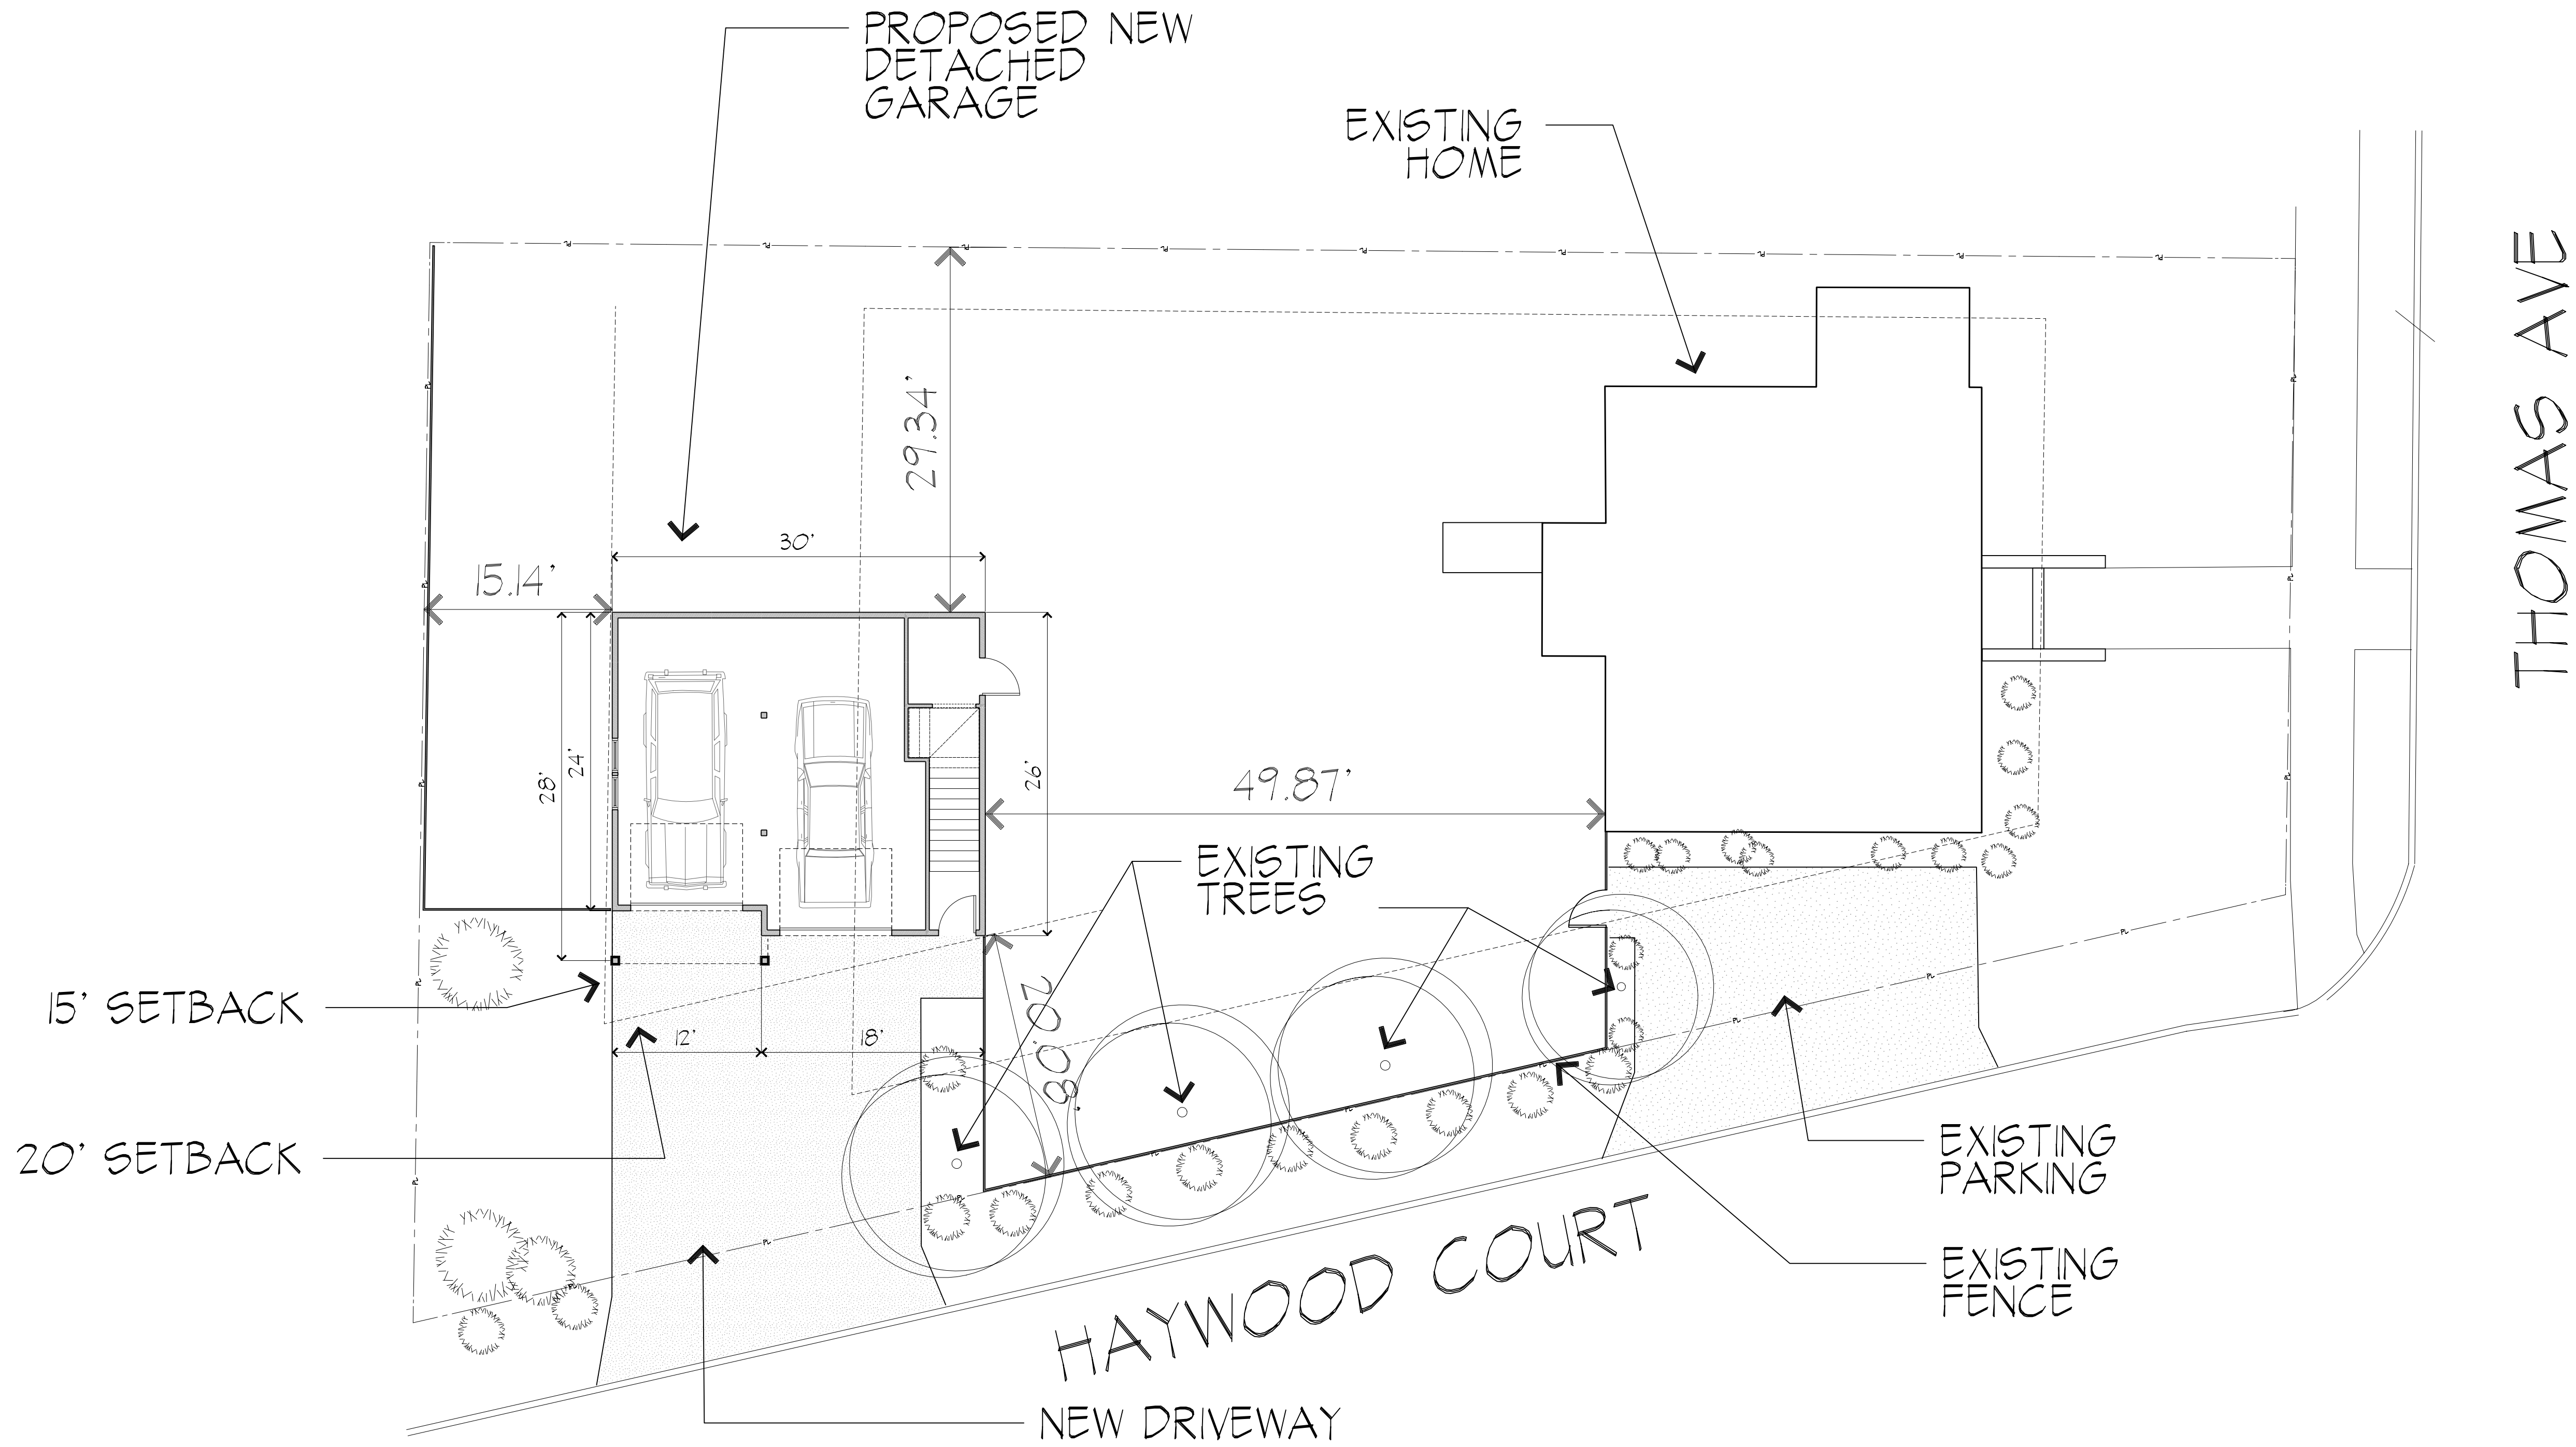 PROPOSED NEW
DETACHED
GARAGE
EXISTING
HOME
THOMAS AVE
29.34'
30'
15.14'
28'
24'
26'
49.87'
EXISTING
TREES
15' SETBACK
20.08'
12'
18'
20' SETBACK
EXISTING
PARKING
HAYWOOD COURT
EXISTING
FENCE
NEW DRIVEWAY